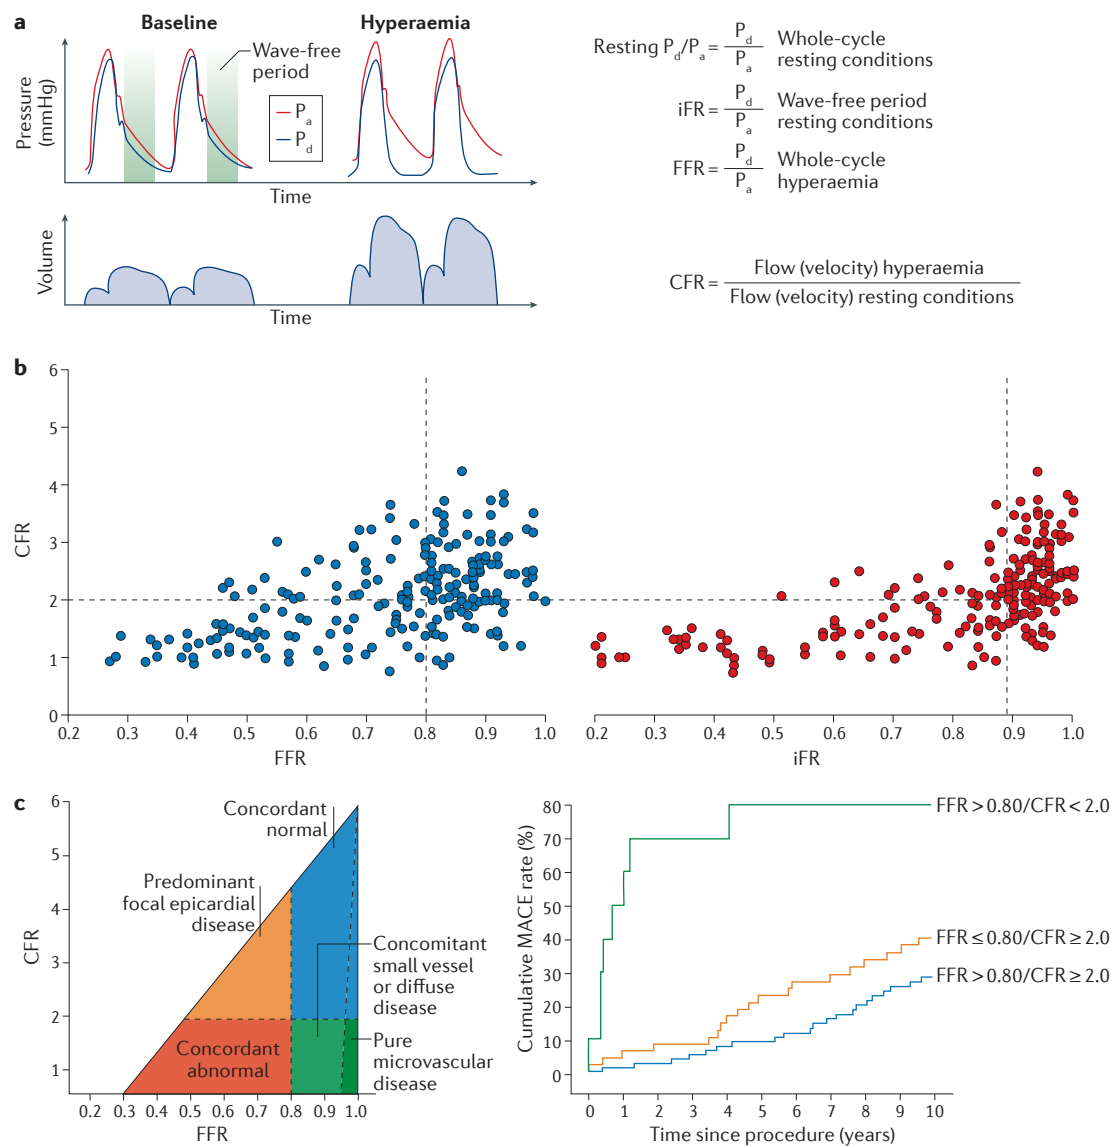 a
Baseline
Hyperaemia
Wave-free
period
Pa
Pd
Pressure
(mmHg)
Time
Volume
Time
Resting Pd/Pa = Pd / Pa Whole-cycle
resting conditions
iFR = Pd / Pa Wave-free period
resting conditions
FFR = Pd / Pa Whole-cycle
hyperaemia
CFR = Flow (velocity) hyperaemia
Flow (velocity) resting conditions
b
6
5
4
3
2
1
0
CFR
0.2 0.3 0.4 0.5 0.6 0.7 0.8 0.9 1.0
FFR
0.2 0.3 0.4 0.5 0.6 0.7 0.8 0.9 1.0
iFR
c
6
5
4
3
2
1
CFR
Concordant
normal
Predominant
focal epicardial
disease
Concomitant
small vessel
or diffuse
disease
Concordant
abnormal
Pure
microvascular
disease
0.2 0.3 0.4 0.5 0.6 0.7 0.8 0.9 1.0
FFR
80
70
60
50
40
30
20
10
0
Cumulative MACE rate (%)
FFR > 0.80/CFR < 2.0
FFR ≤ 0.80/CFR ≥ 2.0
FFR > 0.80/CFR ≥ 2.0
0 1 2 3 4 5 6 7 8 9 10
Time since procedure (years)